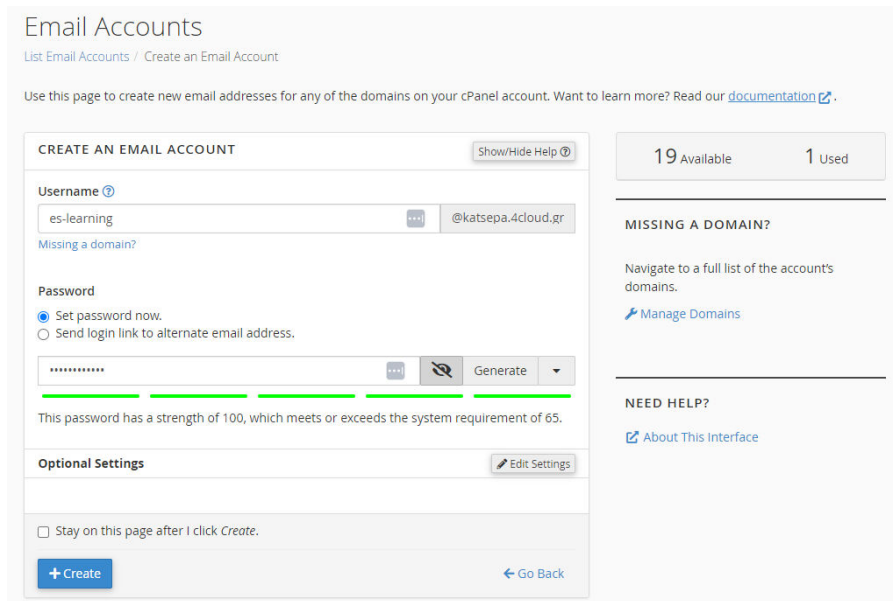 Email Accounts
List Email Accounts / Create an Email Account
Use this page to create new email addresses for any of the domains on your cPanel account. Want to learn more? Read our documentation .
CREATE AN EMAIL ACCOUNT
Show/Hide Help
Username
es-learning
@katsepa.4cloud.gr
Missing a domain?
Password
Set password now.
Send login link to alternate email address.
••••••••••••
Generate
This password has a strength of 100, which meets or exceeds the system requirement of 65.
Optional Settings
Edit Settings
Stay on this page after I click Create.
+ Create
← Go Back
19 Available
1 Used
MISSING A DOMAIN?
Navigate to a full list of the account's
domains.
Manage Domains
NEED HELP?
About This Interface